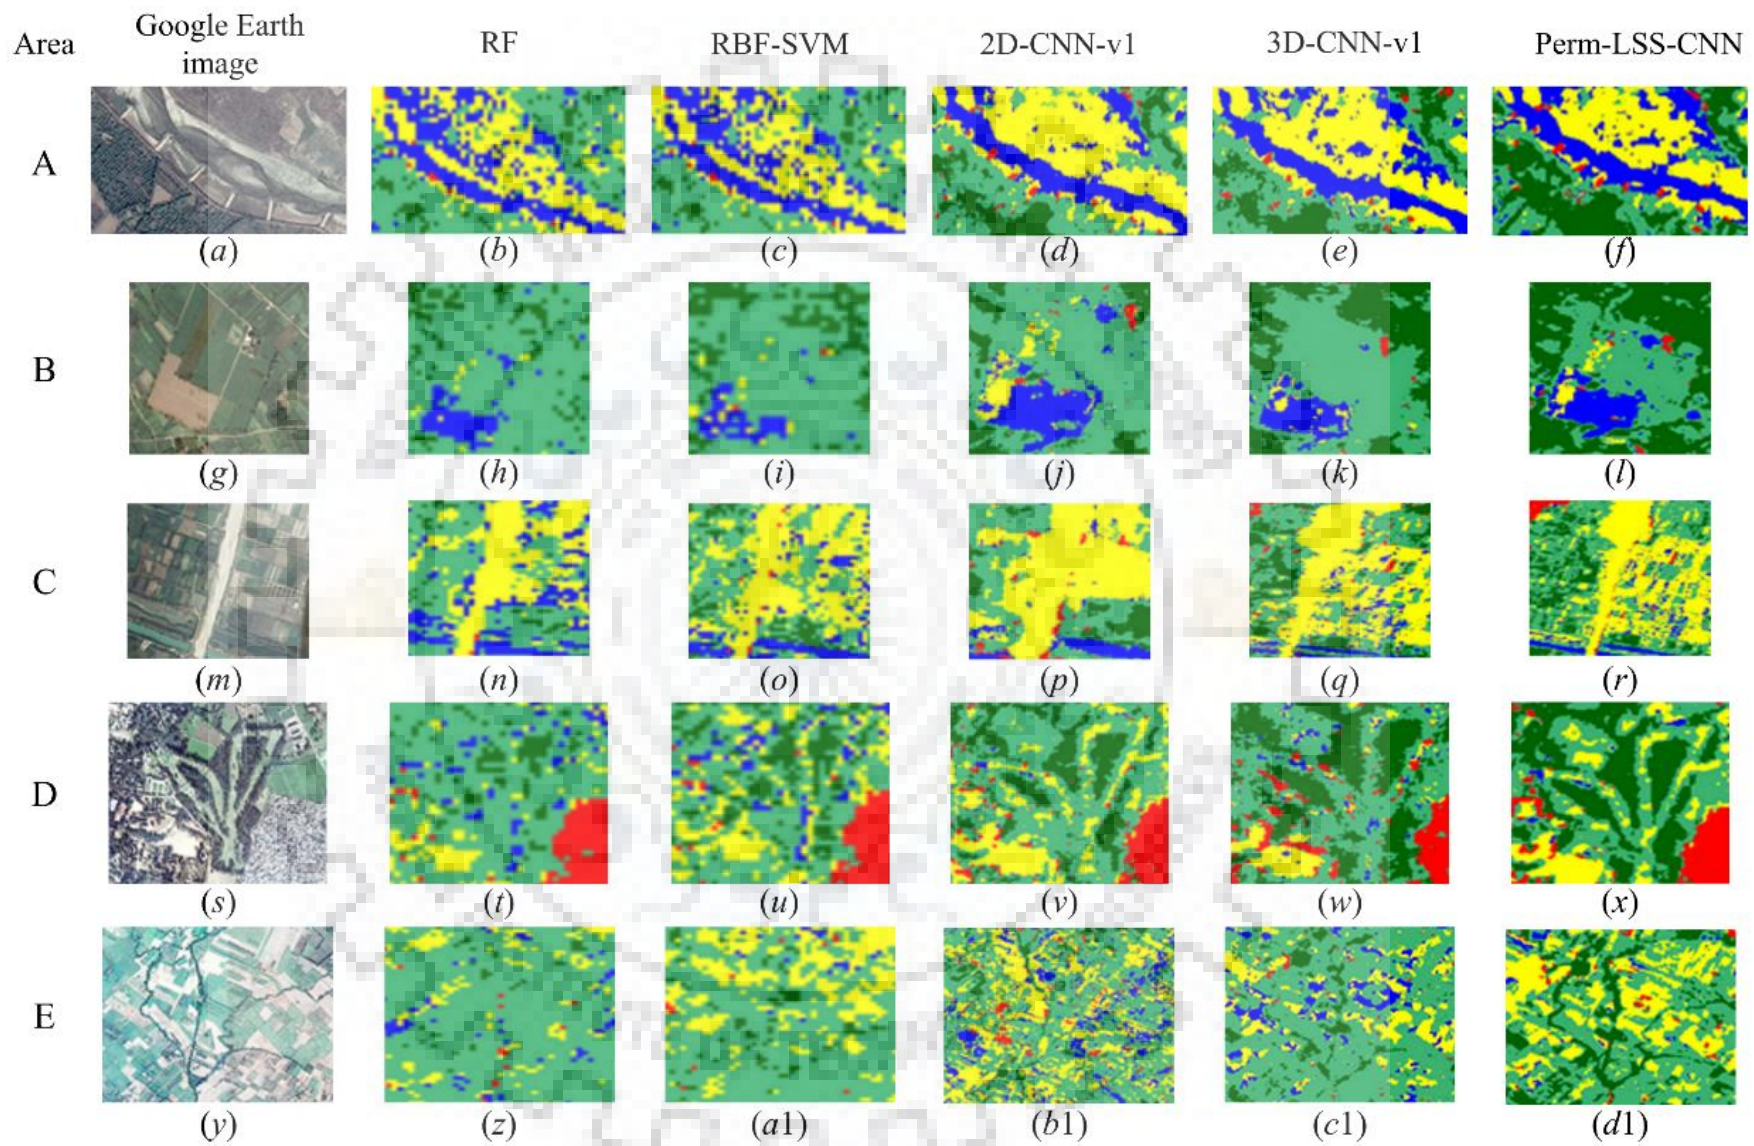 Area Google Earth image RF RBF-SVM 2D-CNN-v1 3D-CNN-v1 Perm-LSS-CNN
A
(a) (b) (c) (d) (e) (f)
B
(g) (h) (i) (j) (k) (l)
C
(m) (n) (o) (p) (q) (r)
D
(s) (t) (u) (v) (w) (x)
E
(y) (z) (a1) (b1) (c1) (d1)